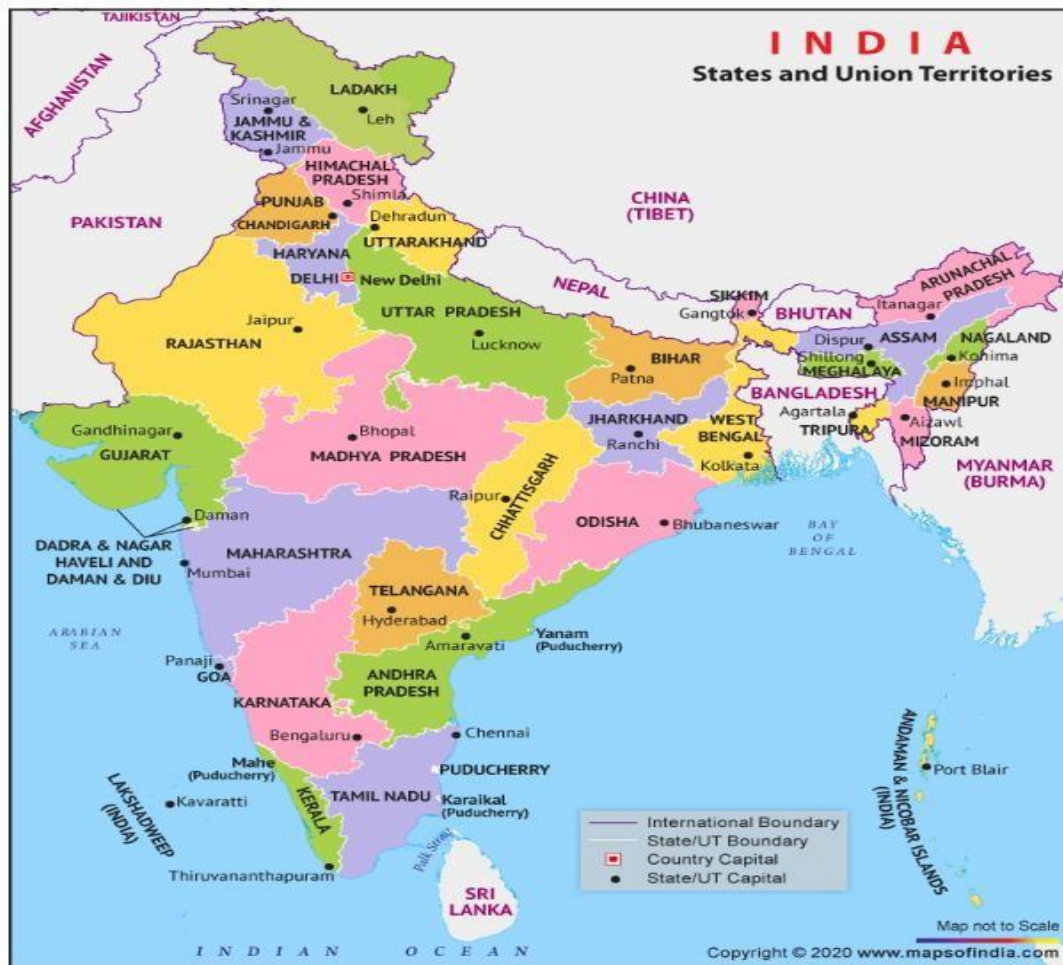 TAJIKISTAN
INDIA
States and Union Territories
AFGHANISTAN
LADAKH
Srinagar
Leh
JAMMU &
KASHMIR
Jammu
HIMACHAL
PRADESH
Shimla
CHINA
(TIBET)
PAKISTAN
PUNJAB
CHANDIGARH
Dehradun
UTTARAKHAND
HARYANA
DELHI
New Delhi
NEPAL
ARUNACHAL
PRADESH
SIKKIM
Gangtok
BHUTAN
Itanagar
UTTAR PRADESH
Jaipur
RAJASTHAN
Lucknow
BIHAR
Patna
Dispur
ASSAM
NAGALAND
Shillong
MEGHALAYA
Kohima
BANGLADESH
Imphal
MANIPUR
Agartala
TRIPURA
Aizawl
MIZORAM
MYANMAR
(BURMA)
Gandhinagar
GUJARAT
Bhopal
MADHYA PRADESH
JHARKHAND
Ranchi
WEST
BENGAL
Kolkata
CHHATTISGARH
Raipur
ODISHA
Bhubaneswar
BAY
OF
BENGAL
Daman
DADRA & NAGAR
HAVELI AND
DAMAN & DIU
MAHARASHTRA
Mumbai
TELANGANA
Hyderabad
ARABIAN
SEA
Amaravati
Yanam
(Puducherry)
Panaji
GOA
ANDHRA
PRADESH
KARNATAKA
Bengaluru
Chennai
Mahe
(Puducherry)
PUDUCHERRY
LAKSHADWEEP
(INDIA)
Kavaratti
KERALA
TAMIL NADU
Karaikal
(Puducherry)
ANDAMAN & NICOBAR ISLANDS
(INDIA)
Port Blair
Palk Strait
Thiruvananthapuram
SRI
LANKA
International Boundary
State/UT Boundary
Country Capital
State/UT Capital
INDIAN OCEAN
Map not to Scale
Copyright © 2020 www.mapsofindia.com